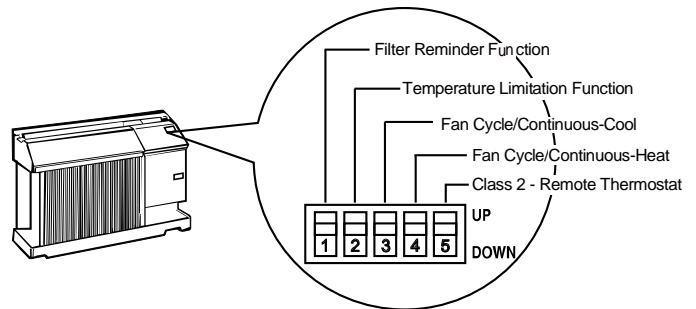 Filter Reminder Function
Temperature Limitation Function
Fan Cycle/Continuous-Cool
Fan Cycle/Continuous-Heat
Class 2 - Remote Thermostat
UP
1 2 3 4 5
DOWN